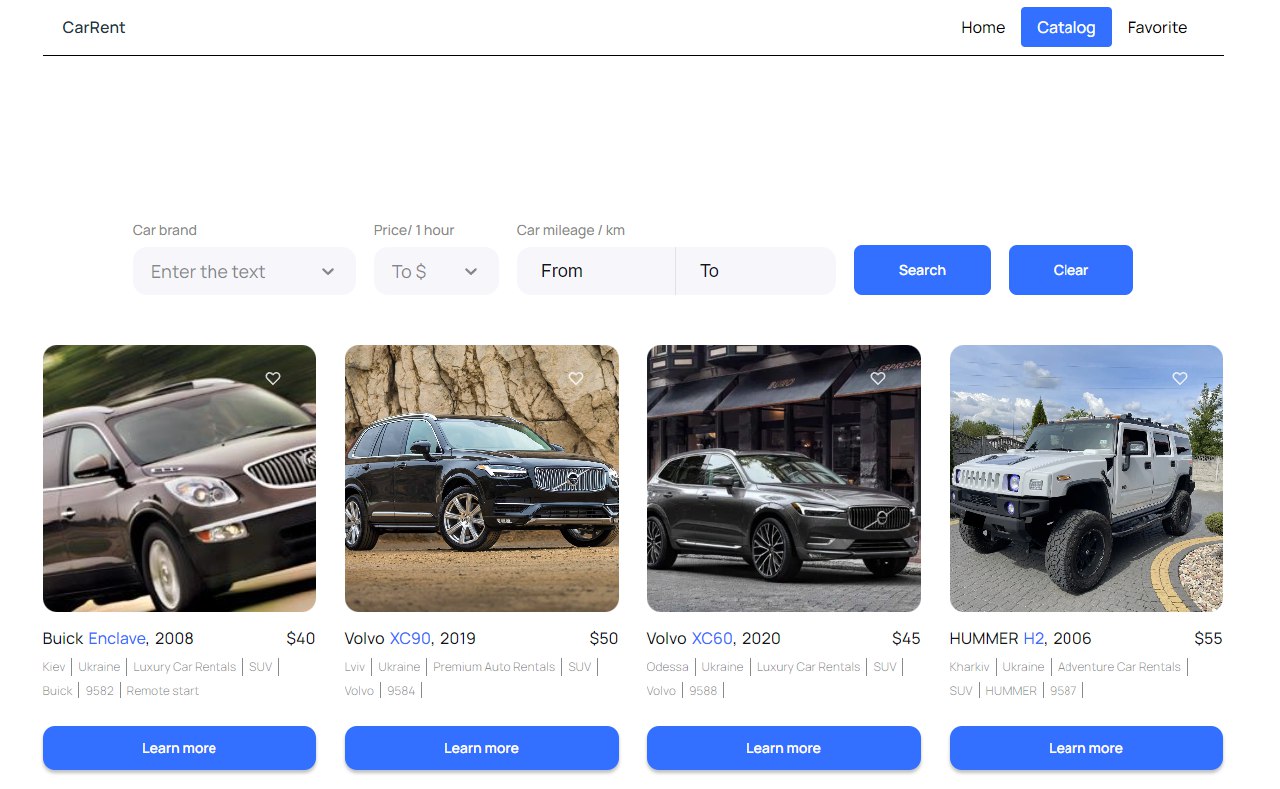 CarRent
Home Catalog Favorite
Car brand Price/ 1 hour Car mileage / km
Enter the text To $ From To Search Clear
Buick Enclave, 2008 $40
Kiev | Ukraine | Luxury Car Rentals | SUV |
Buick | 9582 | Remote start
Learn more
Volvo XC90, 2019 $50
Lviv | Ukraine | Premium Auto Rentals | SUV |
Volvo | 9584 |
Learn more
Volvo XC60, 2020 $45
Odessa | Ukraine | Luxury Car Rentals | SUV |
Volvo | 9588 |
Learn more
HUMMER H2, 2006 $55
Kharkiv | Ukraine | Adventure Car Rentals |
SUV | HUMMER | 9587 |
Learn more